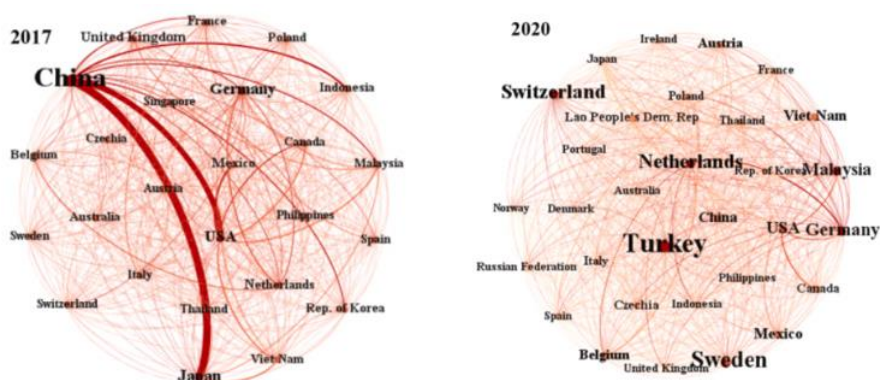 2017
France
United Kingdom
Poland
China
Germany
Indonesia
Singapore
Czechia
Canada
Belgium
Mexico
Malaysia
Austria
Australia
Philippines
Sweden
USA
Spain
Italy
Netherlands
Switzerland
Thailand
Rep. of Korea
Viet Nam
Japan
2020
Ireland
Austria
Japan
France
Switzerland
Poland
Lao People's Dem. Rep
Thailand
Viet Nam
Portugal
Netherlands
Rep. of Korea
Malaysia
Australia
Norway
Denmark
China
USA
Germany
Turkey
Russian Federation
Italy
Philippines
Canada
Spain
Czechia
Indonesia
Mexico
Belgium
United Kingdom
Sweden